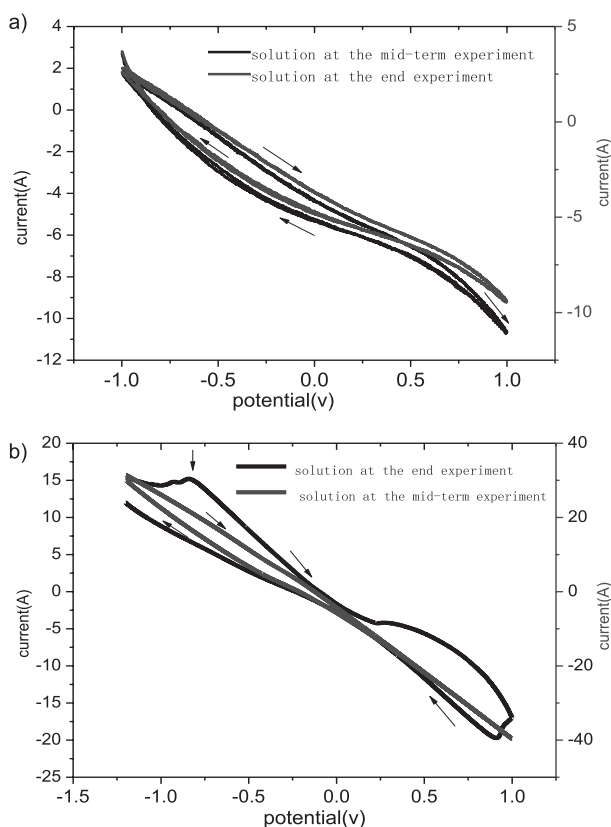 a)
4
2
0
-2
-4
-6
-8
-10
-12
5
0
-5
-10
solution at the mid-term experiment
solution at the end experiment
current(A)
current(A)
-1.0 -0.5 0.0 0.5 1.0
potential(v)
b)
20
15
10
5
0
-5
-10
-15
-20
-25
40
20
0
-20
-40
solution at the end experiment
solution at the mid-term experiment
current(A)
current(A)
-1.5 -1.0 -0.5 0.0 0.5 1.0
potential(v)